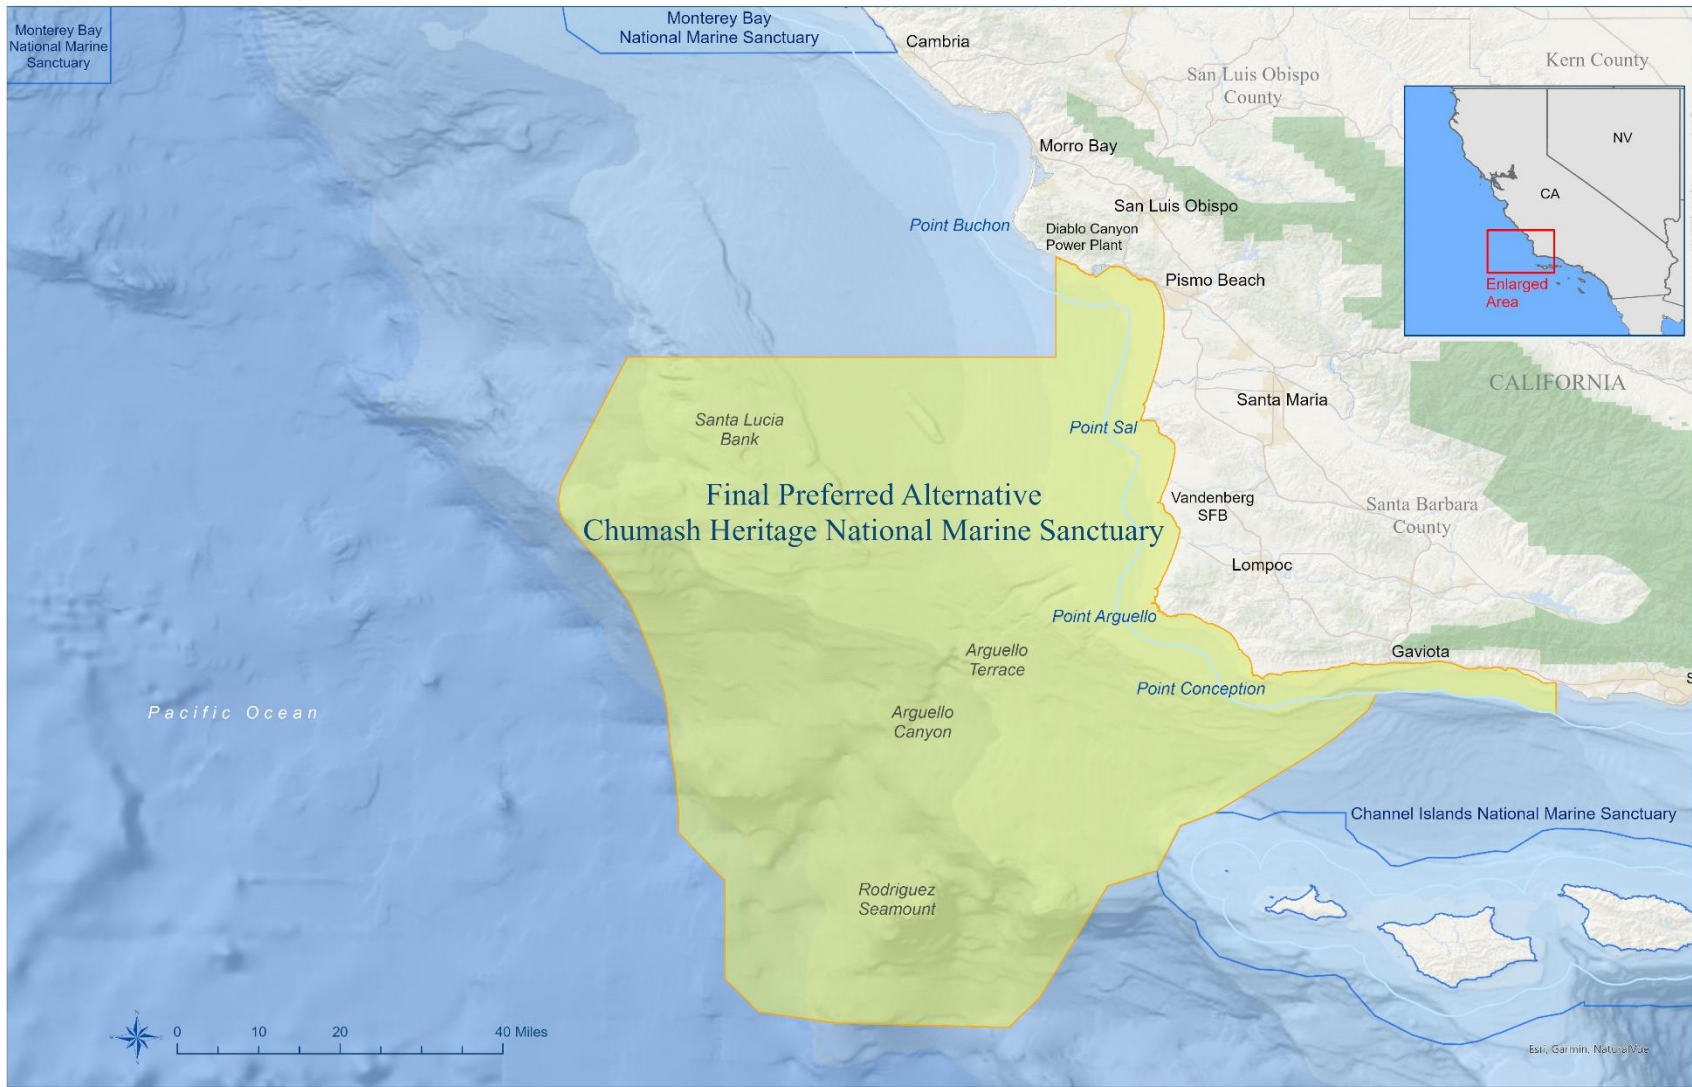 Monterey Bay
National Marine
Sanctuary
Monterey Bay
National Marine Sanctuary
Cambria
San Luis Obispo
County
Kern County
NV
CA
Enlarged
Area
Morro Bay
San Luis Obispo
Point Buchon
Diablo Canyon
Power Plant
Pismo Beach
CALIFORNIA
Santa Maria
Santa Lucia
Bank
Point Sal
Final Preferred Alternative
Chumash Heritage National Marine Sanctuary
Vandenberg
SFB
Santa Barbara
County
Lompoc
Point Arguello
Arguello
Terrace
Gaviota
S
Point Conception
Pacific Ocean
Arguello
Canyon
Channel Islands National Marine Sanctuary
Rodriguez
Seamount
N
0 10 20 40 Miles
Esri, Garmin, NaturalVue